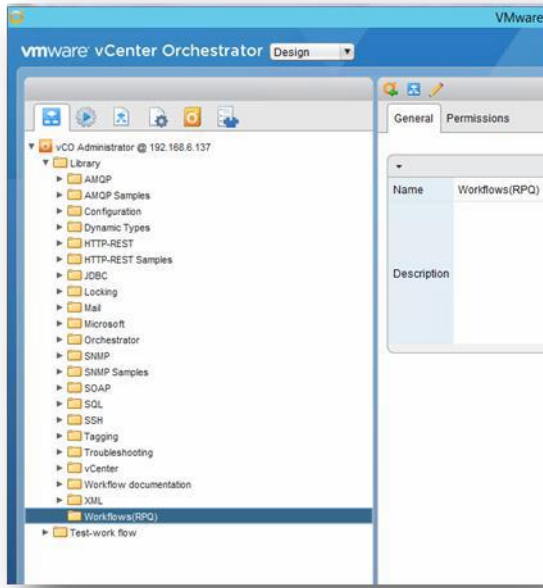 VMware
vmware vCenter Orchestrator Design
General Permissions
vCO Administrator @ 192.168.6.137
Library
AMQP
AMQP Samples
Configuration
Dynamic Types
HTTP-REST
HTTP-REST Samples
JDBC
Locking
Mail
Microsoft
Orchestrator
SNMP
SNMP Samples
SOAP
SQL
SSH
Tagging
Troubleshooting
vCenter
Workflow documentation
XML
Workflows(RPQ)
Test-work flow
Name Workflows(RPQ)
Description